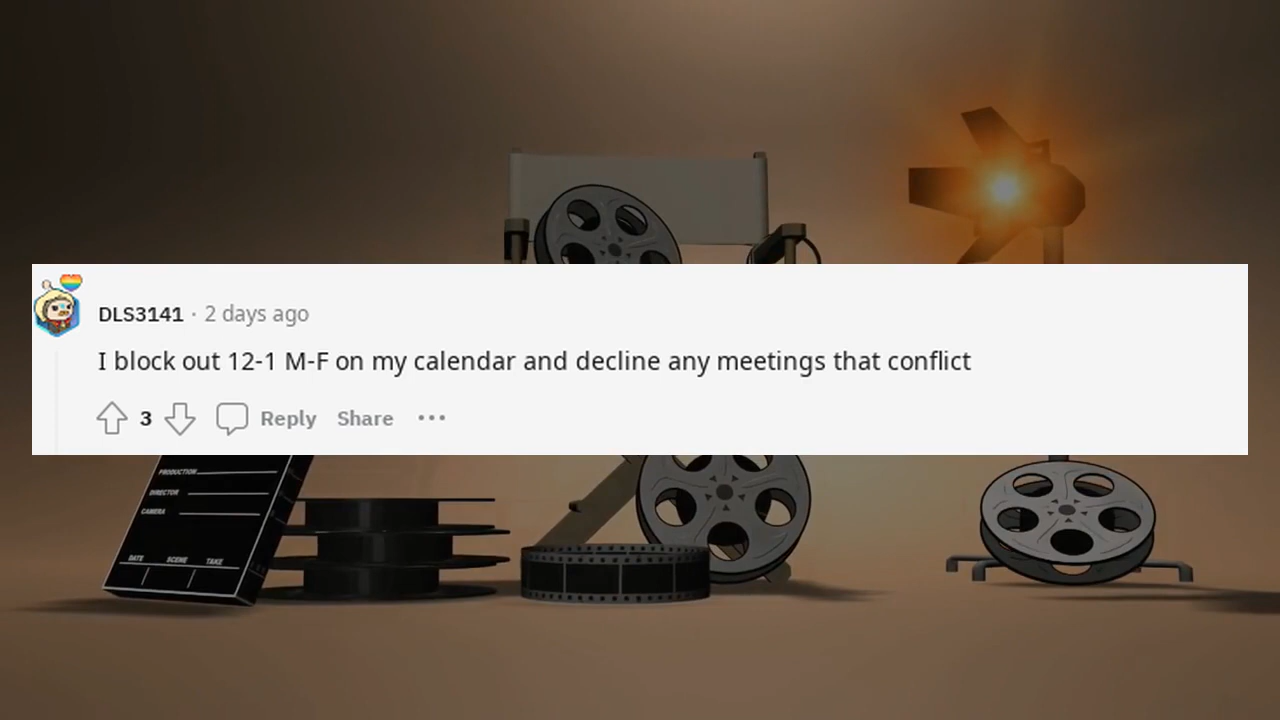 DLS3141 · 2 days ago
I block out 12-1 M-F on my calendar and decline any meetings that conflict
3 Reply Share ···
PRODUCTION
DIRECTOR
CAMERA
DATE SCENE TAKE